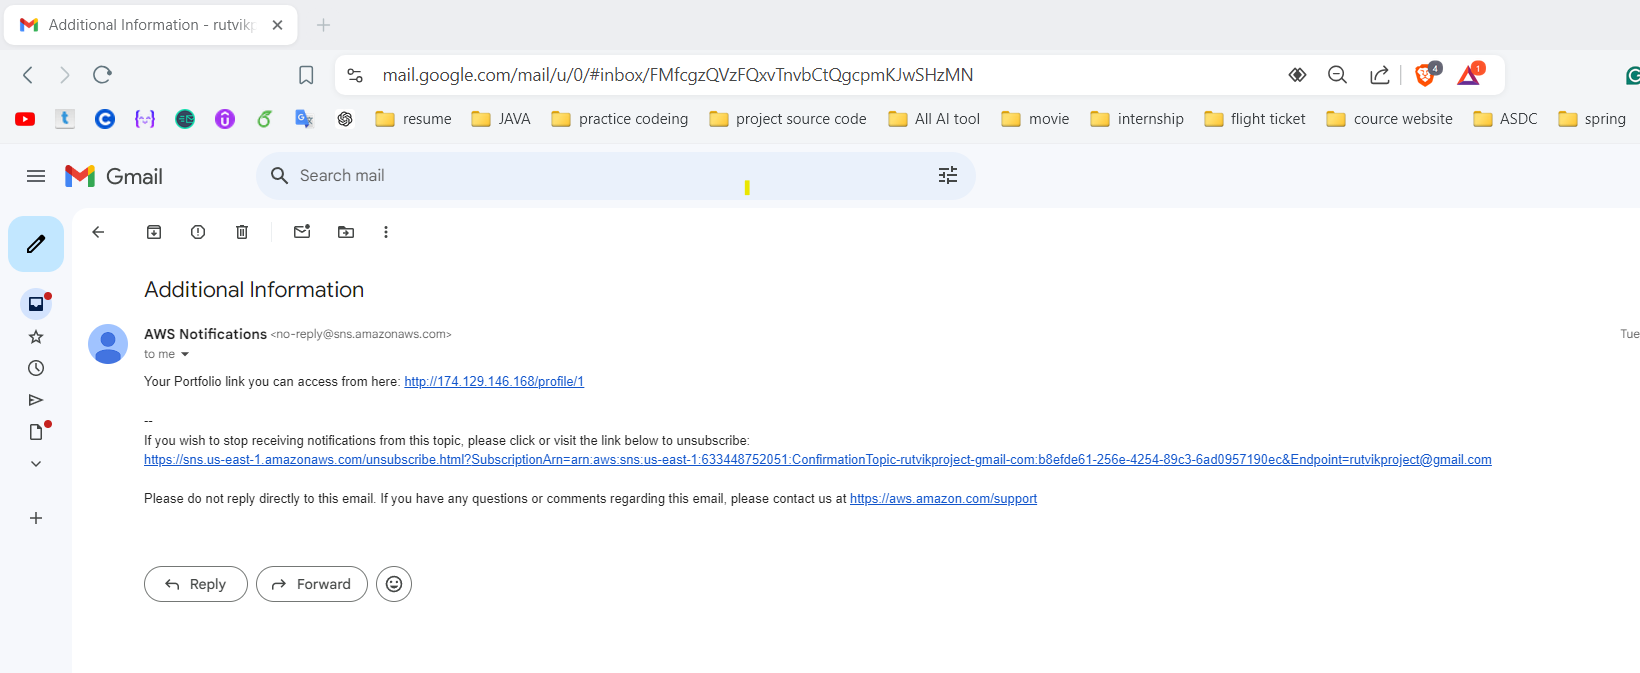 Additional Information - rutvikp
mail.google.com/mail/u/0/#inbox/FMfcgzQVzFQxvTnvbCtQgcpmKJwSHzMN
4
1
resume
JAVA
practice codeing
project source code
All AI tool
movie
internship
flight ticket
cource website
ASDC
spring
Gmail
Search mail
Additional Information
AWS Notifications <no-reply@sns.amazonaws.com>
Tue
to me
Your Portfolio link you can access from here: http://174.129.146.168/profile/1
--
If you wish to stop receiving notifications from this topic, please click or visit the link below to unsubscribe:
https://sns.us-east-1.amazonaws.com/unsubscribe.html?SubscriptionArn=arn:aws:sns:us-east-1:633448752051:ConfirmationTopic-rutvikproject-gmail-com:b8efde61-256e-4254-89c3-6ad0957190ec&Endpoint=rutvikproject@gmail.com
Please do not reply directly to this email. If you have any questions or comments regarding this email, please contact us at https://aws.amazon.com/support
Reply
Forward